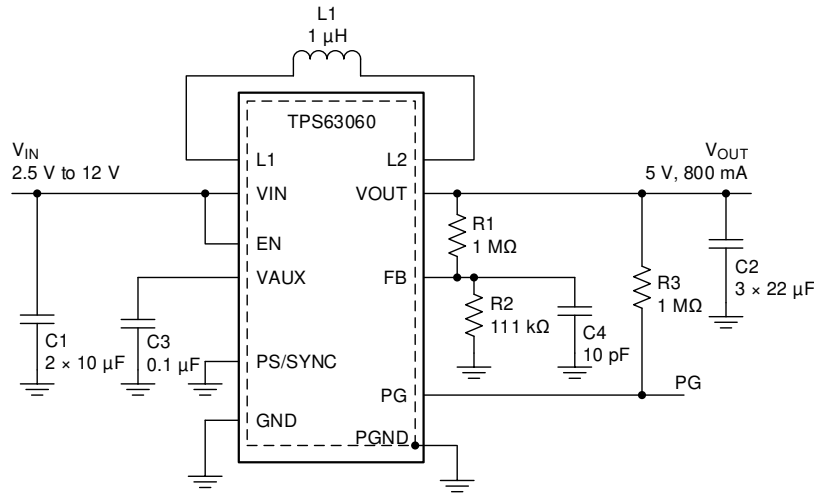 L1
1 µH
TPS63060
VIN
2.5 V to 12 V
VOUT
5 V, 800 mA
L1
L2
VIN
VOUT
R1
1 MΩ
EN
VAUX
FB
C2
3 × 22 µF
R3
1 MΩ
R2
111 kΩ
C4
10 pF
C1
2 × 10 µF
C3
0.1 µF
PS/SYNC
PG
PG
GND
PGND